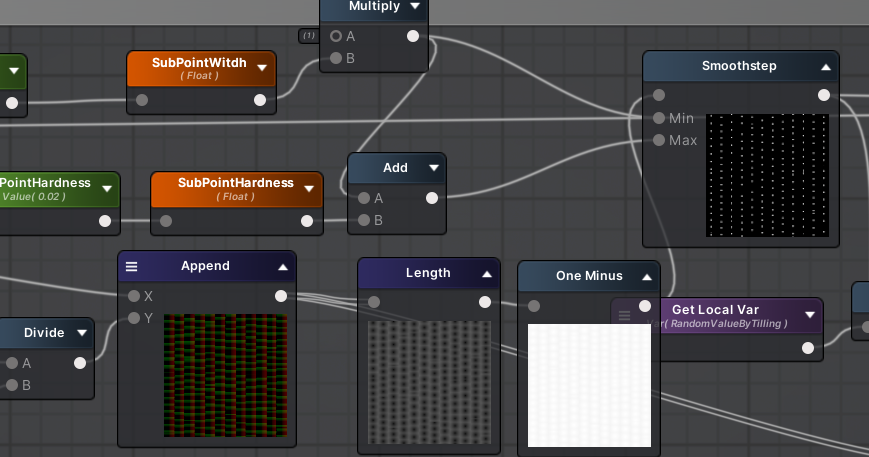 Multiply
(1)
A
B
SubPointWitdh
( Float )
Smoothstep
Min
Max
PointHardness
Value( 0.02 )
SubPointHardness
( Float )
Add
A
B
Append
X
Y
Length
One Minus
Get Local Var
Var( RandomValueByTilling )
Divide
A
B